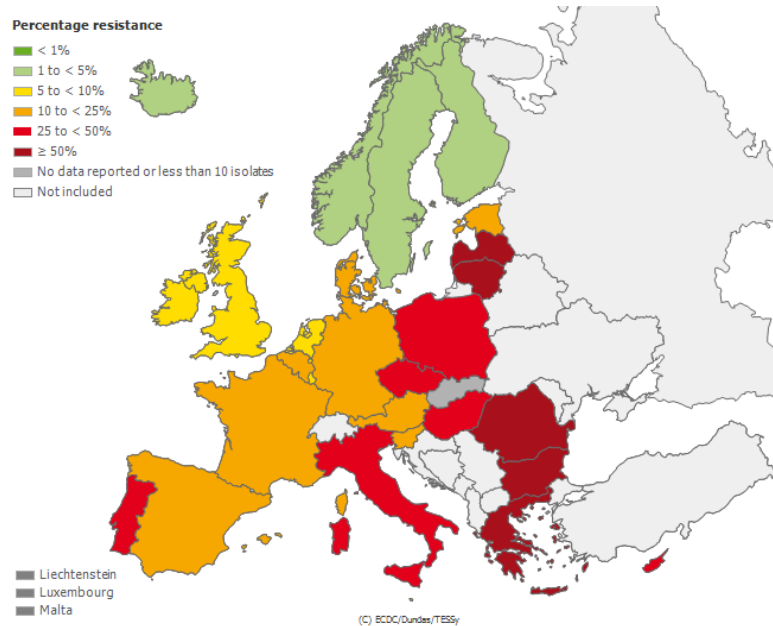 Percentage resistance
< 1%
1 to < 5%
5 to < 10%
10 to < 25%
25 to < 50%
≥ 50%
No data reported or less than 10 isolates
Not included
Liechtenstein
Luxembourg
Malta
(C) ECDC/Dundas/TESSy